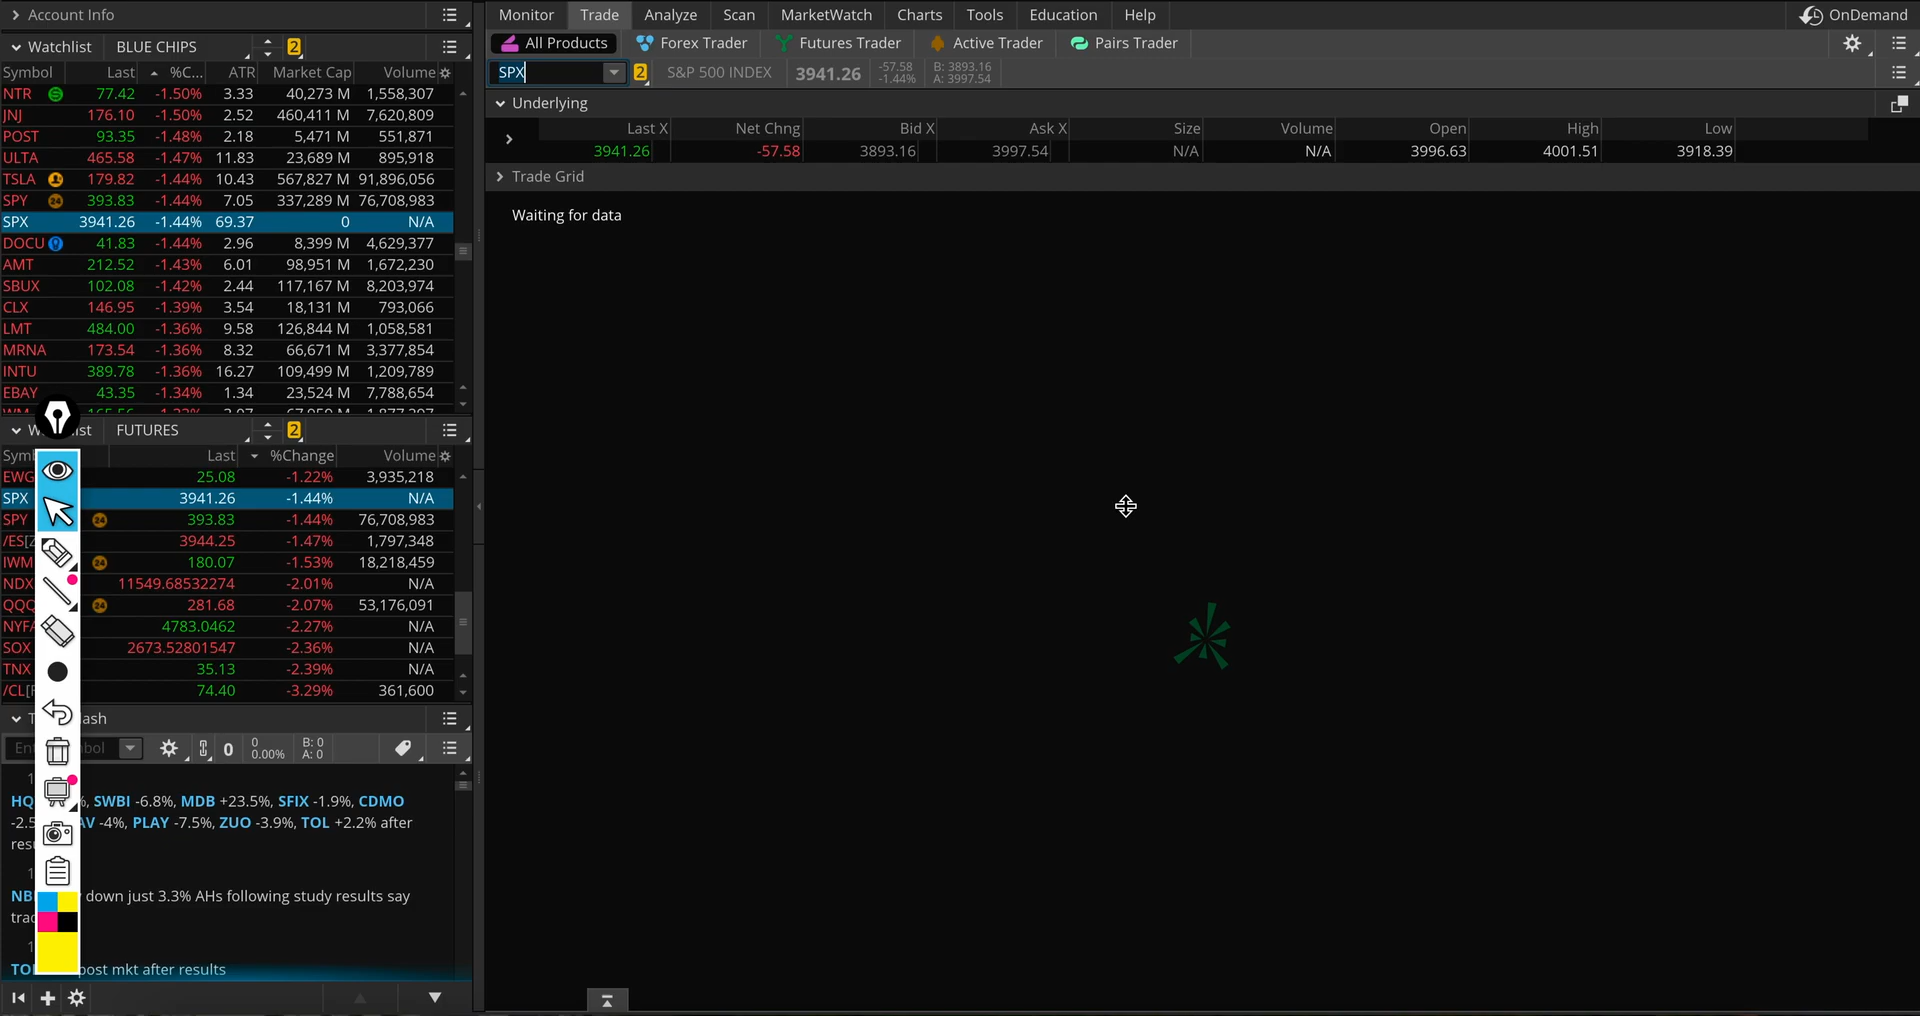 Account Info
Watchlist BLUE CHIPS 2
Symbol Last %C... ATR Market Cap Volume
NTR 77.42 -1.50% 3.33 40,273 M 1,558,307
JNJ 176.10 -1.50% 2.52 460,411 M 7,620,809
POST 93.35 -1.48% 2.18 5,471 M 551,871
ULTA 465.58 -1.47% 11.83 23,689 M 895,918
TSLA 179.82 -1.44% 10.43 567,827 M 91,896,056
SPY 24 393.83 -1.44% 7.05 337,289 M 76,708,983
SPX 3941.26 -1.44% 69.37 0 N/A
DOCU 41.83 -1.44% 2.96 8,399 M 4,629,377
AMT 212.52 -1.43% 6.01 98,951 M 1,672,230
SBUX 102.08 -1.42% 2.44 117,167 M 8,203,974
CLX 146.95 -1.39% 3.54 18,131 M 793,066
LMT 484.00 -1.36% 9.58 126,844 M 1,058,581
MRNA 173.54 -1.36% 8.32 66,671 M 3,377,854
INTU 389.78 -1.36% 16.27 109,499 M 1,209,789
EBAY 43.35 -1.34% 1.34 23,524 M 7,788,654
FUTURES 2
Last %Change Volume
EWG 25.08 -1.22% 3,935,218
SPX 3941.26 -1.44% N/A
SPY 24 393.83 -1.44% 76,708,983
/ES[Z 3944.25 -1.47% 1,797,348
IWM 24 180.07 -1.53% 18,218,459
NDX 11549.68532274 -2.01% N/A
QQQ 24 281.68 -2.07% 53,176,091
NYFA 4783.0462 -2.27% N/A
SOX 2673.52801547 -2.36% N/A
TNX 35.13 -2.39% N/A
/CL[F 74.40 -3.29% 361,600
0 0 B: 0
0.00% A: 0
HQ %, SWBI -6.8%, MDB +23.5%, SFIX -1.9%, CDMO
-2.5 AV -4%, PLAY -7.5%, ZUO -3.9%, TOL +2.2% after
down just 3.3% AHs following study results say
post mkt after results
Monitor Trade Analyze Scan MarketWatch Charts Tools Education Help OnDemand
All Products Forex Trader Futures Trader Active Trader Pairs Trader
SPX 2 S&P 500 INDEX 3941.26 -57.58 B: 3893.16
-1.44% A: 3997.54
Underlying
Last X Net Chng Bid X Ask X Size Volume Open High Low
3941.26 -57.58 3893.16 3997.54 N/A N/A 3996.63 4001.51 3918.39
Trade Grid
Waiting for data